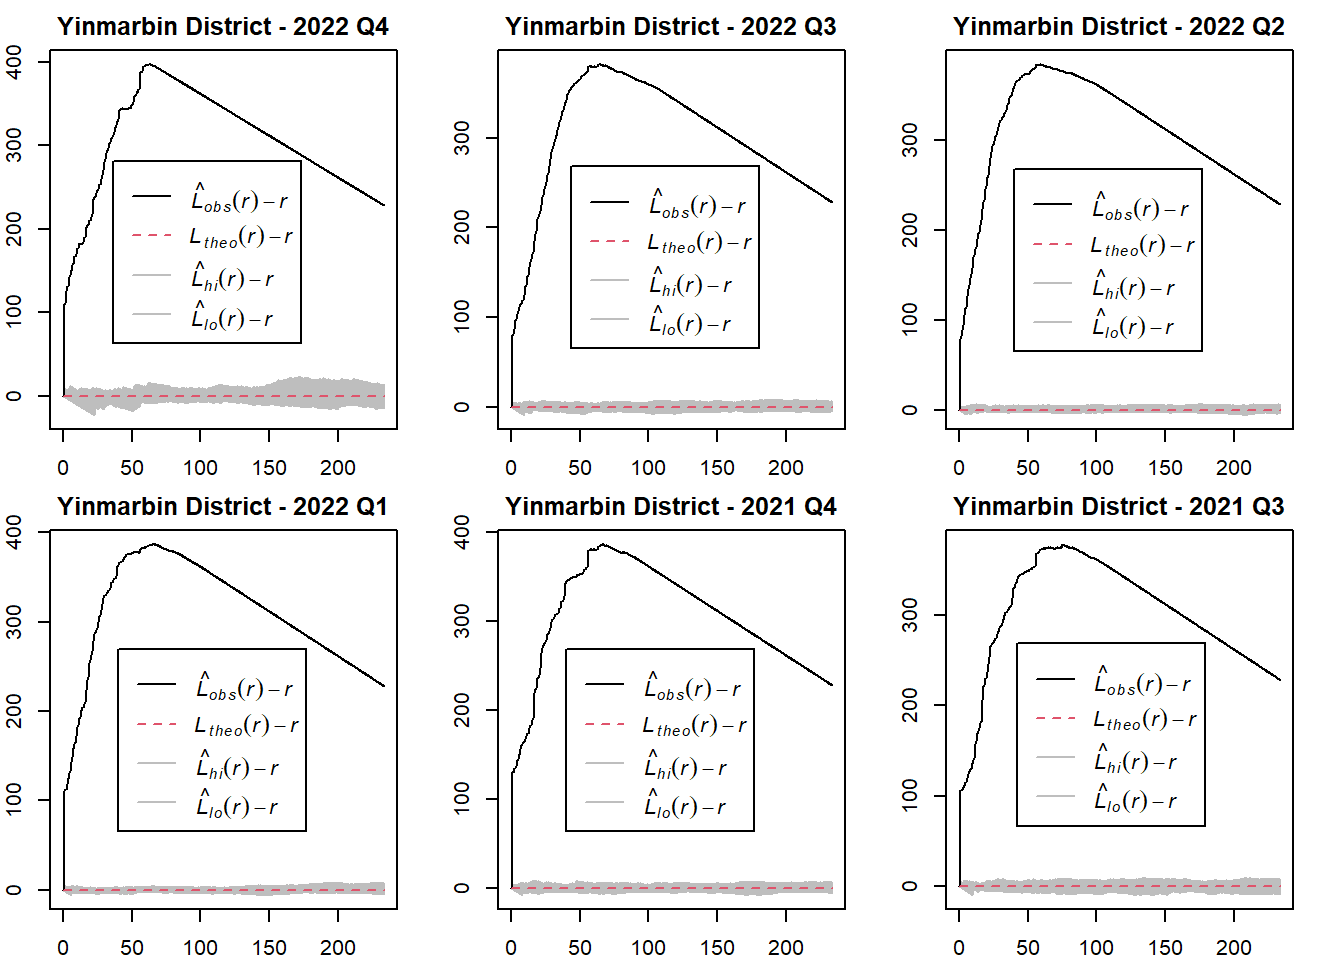 Yinmarbin District - 2022 Q4
400
300
200
100
0
L̂obs(r) – r
Ltheo(r) – r
L̂hi(r) – r
L̂lo(r) – r
0 50 100 150 200
Yinmarbin District - 2022 Q3
300
200
100
0
L̂obs(r) – r
Ltheo(r) – r
L̂hi(r) – r
L̂lo(r) – r
0 50 100 150 200
Yinmarbin District - 2022 Q2
300
200
100
0
L̂obs(r) – r
Ltheo(r) – r
L̂hi(r) – r
L̂lo(r) – r
0 50 100 150 200
Yinmarbin District - 2022 Q1
400
300
200
100
0
L̂obs(r) – r
Ltheo(r) – r
L̂hi(r) – r
L̂lo(r) – r
0 50 100 150 200
Yinmarbin District - 2021 Q4
400
300
200
100
0
L̂obs(r) – r
Ltheo(r) – r
L̂hi(r) – r
L̂lo(r) – r
0 50 100 150 200
Yinmarbin District - 2021 Q3
300
200
100
0
L̂obs(r) – r
Ltheo(r) – r
L̂hi(r) – r
L̂lo(r) – r
0 50 100 150 200